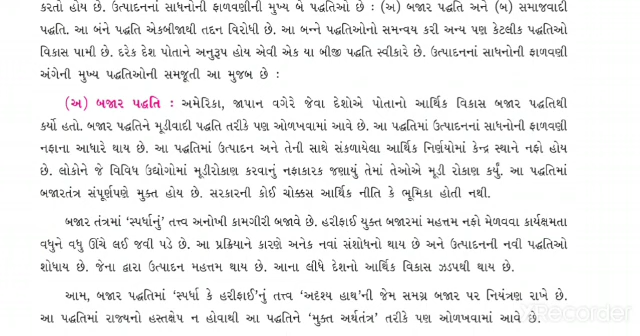 કરતો હોય છે. ઉત્પાદનનાં સાધનોની ફાળવણીની મુખ્ય બે પદ્ધતિઓ છે : (અ) બજાર પદ્ધતિ અને (બ) સમાજવાદી
પદ્ધતિ. આ બંને પદ્ધતિઓ એકબીજાથી તદ્દન વિરોધી છે. આ બન્ને પદ્ધતિઓનો સમન્વય કરી અન્ય પણ કેટલીક પદ્ધતિઓ
વિકાસ પામી છે. દરેક દેશ પોતાને અનુરૂપ હોય એવી એક યા બીજી પદ્ધતિ સ્વીકારે છે. ઉત્પાદનનાં સાધનોની ફાળવણી
અંગેની મુખ્ય પદ્ધતિઓની સમજૂતી આ મુજબ છે :
(અ) બજાર પદ્ધતિ : અમેરિકા, જાપાન વગેરે જેવા દેશોએ પોતાનો આર્થિક વિકાસ બજાર પદ્ધતિથી
કર્યો હતો. બજાર પદ્ધતિને મૂડીવાદી પદ્ધતિ તરીકે પણ ઓળખવામાં આવે છે. આ પદ્ધતિમાં ઉત્પાદનનાં સાધનોની ફાળવણી
નફાના આધારે થાય છે. આ પદ્ધતિમાં ઉત્પાદન અને તેની સાથે સંકળાયેલા આર્થિક નિર્ણયોમાં કેન્દ્ર સ્થાને નફો હોય
છે. લોકોને જે વિવિધ ઉદ્યોગોમાં મૂડીરોકાણ કરવાનું નફાકારક જણાયું તેમાં તેઓએ મૂડી રોકાણ કર્યું. આ પદ્ધતિમાં
બજારતંત્ર સંપૂર્ણપણે મુક્ત હોય છે. સરકારની કોઈ ચોક્કસ આર્થિક નીતિ કે ભૂમિકા હોતી નથી.
બજાર તંત્રમાં 'સ્પર્ધાનું' તત્ત્વ અનોખી કામગીરી બજાવે છે. હરીફાઈ યુક્ત બજારમાં મહત્તમ નફો મેળવવા કાર્યક્ષમતા
વધુને વધુ ઊંચે લઈ જવી પડે છે. આ પ્રક્રિયાને કારણે અનેક નવાં સંશોધનો થાય છે અને ઉત્પાદનની નવી પદ્ધતિઓ
શોધાય છે. જેના દ્વારા ઉત્પાદન મહત્તમ થાય છે. આના લીધે દેશનો આર્થિક વિકાસ ઝડપથી થાય છે.
આમ, બજાર પદ્ધતિમાં 'સ્પર્ધા કે હરીફાઈ'નું તત્ત્વ 'અદૃશ્ય હાથ'ની જેમ સમગ્ર બજાર પર નિયંત્રણ રાખે છે.
આ પદ્ધતિમાં રાજ્યનો હસ્તક્ષેપ ન હોવાથી આ પદ્ધતિને 'મુક્ત અર્થતંત્ર' તરીકે પણ ઓળખવામાં આવે છે.